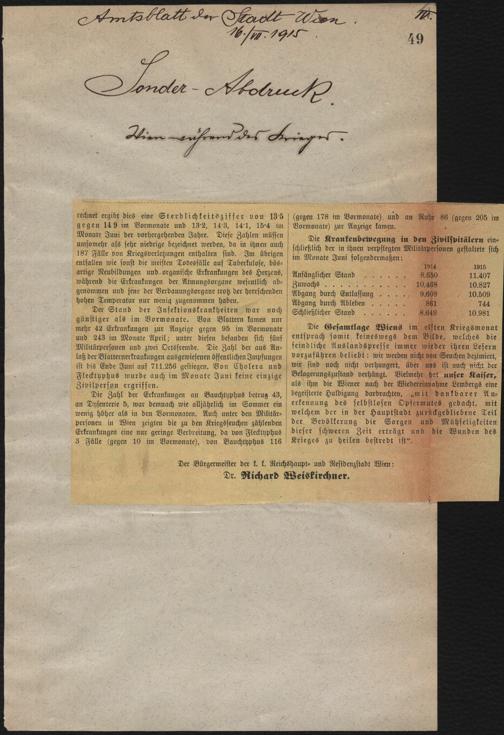 Amtsblatt der Stadt Wien.
16./VII. 1915.
49
Sonder-Abdruck.
Wien während des Krieges.
rechnet ergibt dies eine Sterblichkeitsziffer von 13·5
gegen 14·9 im Vormonate und 13·2, 14·3, 14·1, 15·4 im
Monate Juni der vorhergehenden Jahre. Diese Zahlen müssen
umsomehr als sehr niedrige bezeichnet werden, da in ihnen auch
187 Fälle von Kriegsverletzungen enthalten sind. Im übrigen
entfallen wie sonst die meisten Todesfälle auf Tuberkulose, bös-
artige Neubildungen und organische Erkrankungen des Herzens,
während die Erkrankungen der Atmungsorgane wesentlich ab-
genommen und jene der Verdauungsorgane trotz der herrschenden
hohen Temperatur nur wenig zugenommen haben.
Der Stand der Infektionskrankheiten war noch
günstiger als im Vormonate. Von Blattern kamen nur
mehr 42 Erkrankungen zur Anzeige gegen 95 im Vormonate
und 243 im Monate April; unter diesen befanden sich fünf
Militärpersonen und zwei Ortsfremde. Die Zahl der aus An-
laß der Blatternerkrankungen ausgewiesenen öffentlichen Impfungen
ist bis Ende Juni auf 711.256 gestiegen. Von Cholera und
Flecktyphus wurde auch im Monate Juni keine einzige
Zivilperson ergriffen.
Die Zahl der Erkrankungen an Bauchtyphus betrug 43,
an Dysenterie 5, war demnach wie alljährlich im Sommer ein
wenig höher als in den Vormonaten. Auch unter den Militär-
personen in Wien zeigten die zu den Kriegsseuchen zählenden
Erkrankungen eine nur geringe Verbreitung, da von Flecktyphus
3 Fälle (gegen 10 im Vormonate), von Bauchtyphus 116
(gegen 178 im Vormonate) und an Ruhr 86 (gegen 205 im
Vormonate) zur Anzeige kamen.
Die Krankenbewegung in den Zivilspitälern ein-
schließlich der in ihnen verpflegten Militärpersonen gestaltete sich
im Monate Juni folgendermaßen:
1914 1915
Anfänglicher Stand 8.650 11.407
Zuwachs 10.468 10.827
Abgang durch Entlassung 9.608 10.509
Abgang durch Ableben 861 744
Schließlicher Stand 8.649 10.981
Die Gesamtlage Wiens im elften Kriegsmonat
entsprach somit keineswegs dem Bilde, welches die
feindliche Auslandspresse immer wieder ihren Lesern
vorzuführen beliebt: wir werden nicht von Seuchen dezimiert,
wir sind noch nicht verhungert, über uns ist auch nicht der
Belagerungszustand verhängt. Vielmehr hat unser Kaiser,
als ihm die Wiener nach der Wiedereinnahme Lembergs eine
begeisterte Huldigung darbrachten, „mit dankbarer An-
erkennung des selbstlosen Opfermutes gedacht, mit
welchem der in der Hauptstadt zurückgebliebene Teil
der Bevölkerung die Sorgen und Mühseligkeiten
dieser schweren Zeit erträgt und die Wunden des
Krieges zu heilen bestrebt ist“.
Der Bürgermeister der k. k. Reichshaupt- und Residenzstadt Wien:
Dr. Richard Weiskirchner.